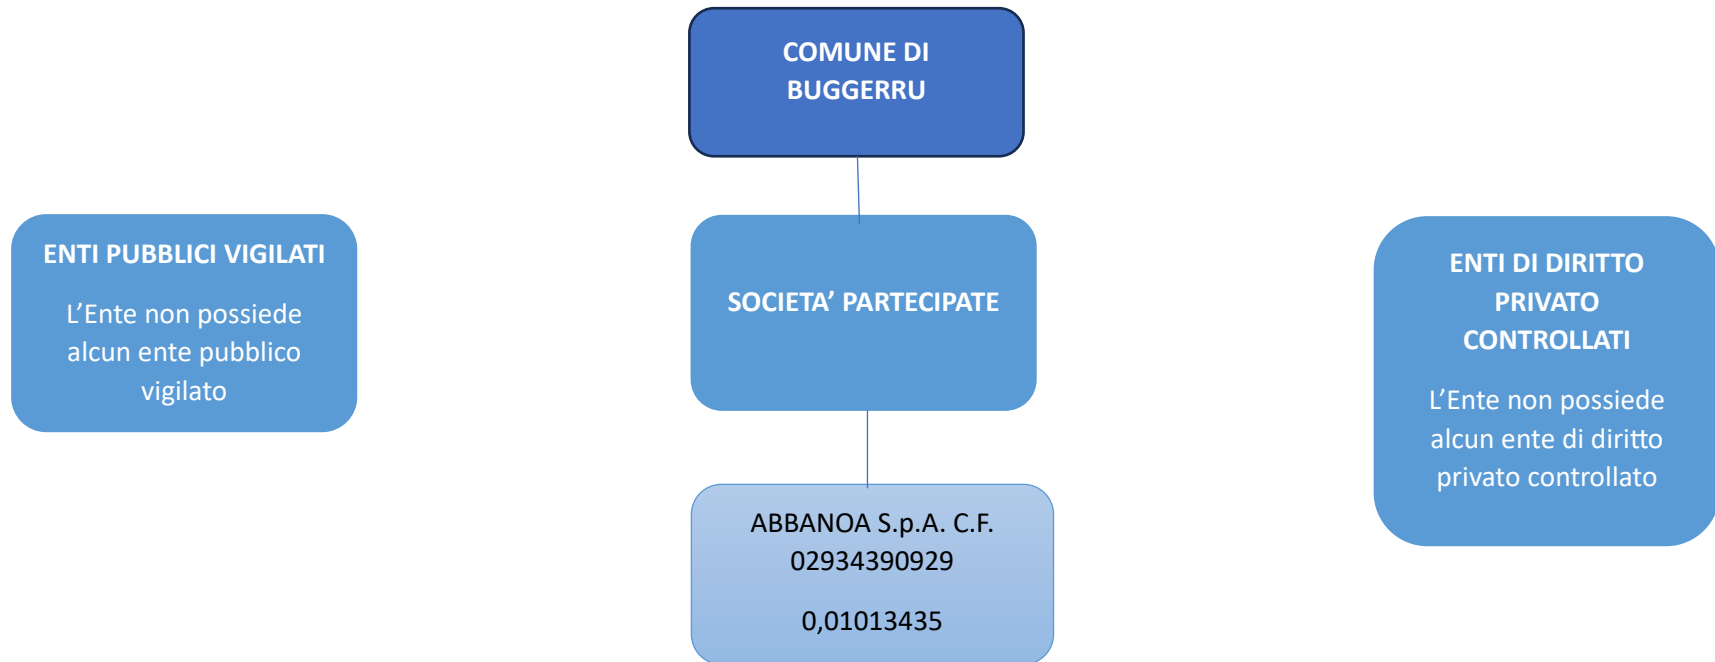 COMUNE DI
BUGGERRU
ENTI PUBBLICI VIGILATI
L’Ente non possiede
alcun ente pubblico
vigilato
SOCIETA’ PARTECIPATE
ENTI DI DIRITTO
PRIVATO
CONTROLLATI
L’Ente non possiede
alcun ente di diritto
privato controllato
ABBANOA S.p.A. C.F.
02934390929
0,01013435